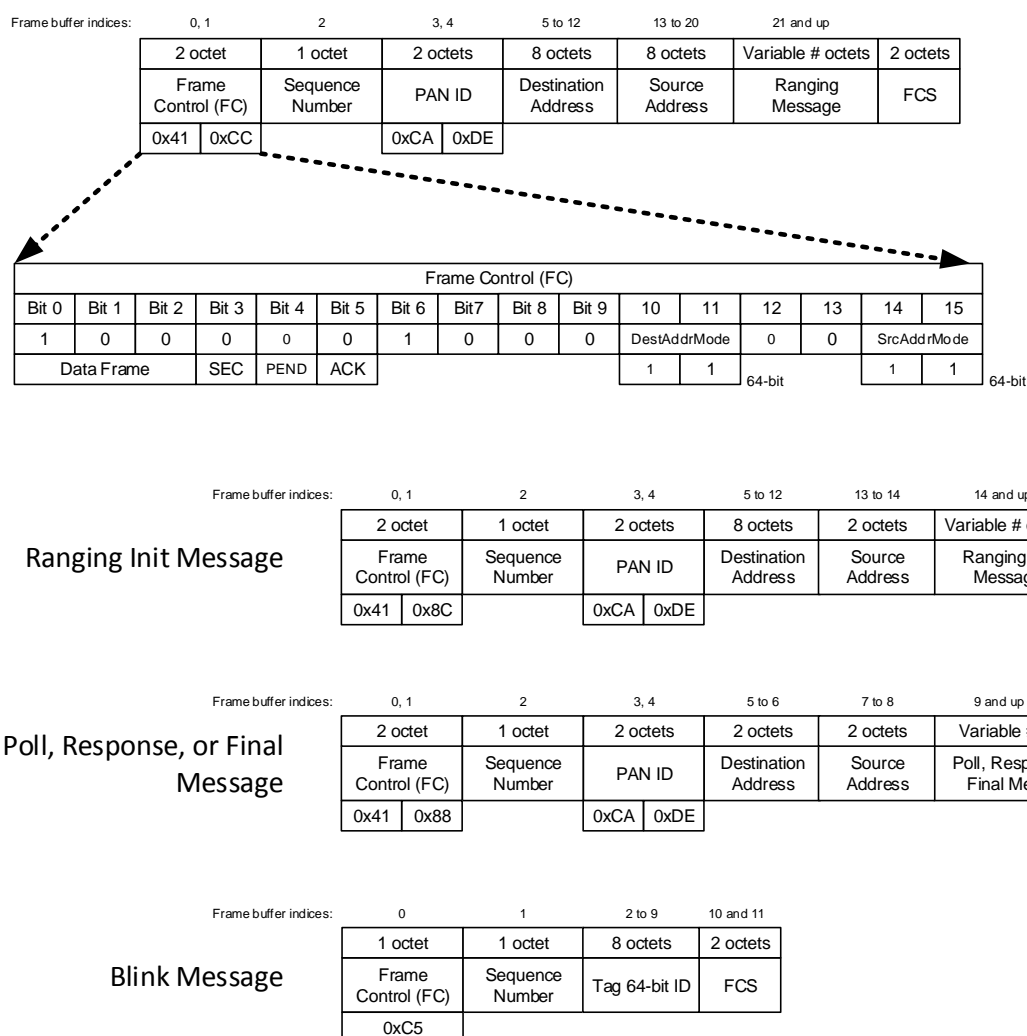 Frame buffer indices: 0, 1 2 3, 4 5 to 12 13 to 20 21 and up
2 octet 1 octet 2 octets 8 octets 8 octets Variable # octets 2 octets
Frame Control (FC) Sequence Number PAN ID Destination Address Source Address Ranging Message FCS
0x41 0xCC 0xCA 0xDE
Frame Control (FC)
Bit 0 Bit 1 Bit 2 Bit 3 Bit 4 Bit 5 Bit 6 Bit7 Bit 8 Bit 9 10 11 12 13 14 15
1 0 0 0 0 0 1 0 0 0 DestAddrMode 0 0 SrcAddrMode
Data Frame SEC PEND ACK 1 1 64-bit 1 1 64-bit
Frame buffer indices: 0, 1 2 3, 4 5 to 12 13 to 14 14 and up
Ranging Init Message
2 octet 1 octet 2 octets 8 octets 2 octets Variable #
Frame Control (FC) Sequence Number PAN ID Destination Address Source Address Ranging Messag
0x41 0x8C 0xCA 0xDE
Frame buffer indices: 0, 1 2 3, 4 5 to 6 7 to 8 9 and up
Poll, Response, or Final Message
2 octet 1 octet 2 octets 2 octets 2 octets Variable
Frame Control (FC) Sequence Number PAN ID Destination Address Source Address Poll, Resp Final Me
0x41 0x88 0xCA 0xDE
Frame buffer indices: 0 1 2 to 9 10 and 11
Blink Message
1 octet 1 octet 8 octets 2 octets
Frame Control (FC) Sequence Number Tag 64-bit ID FCS
0xC5